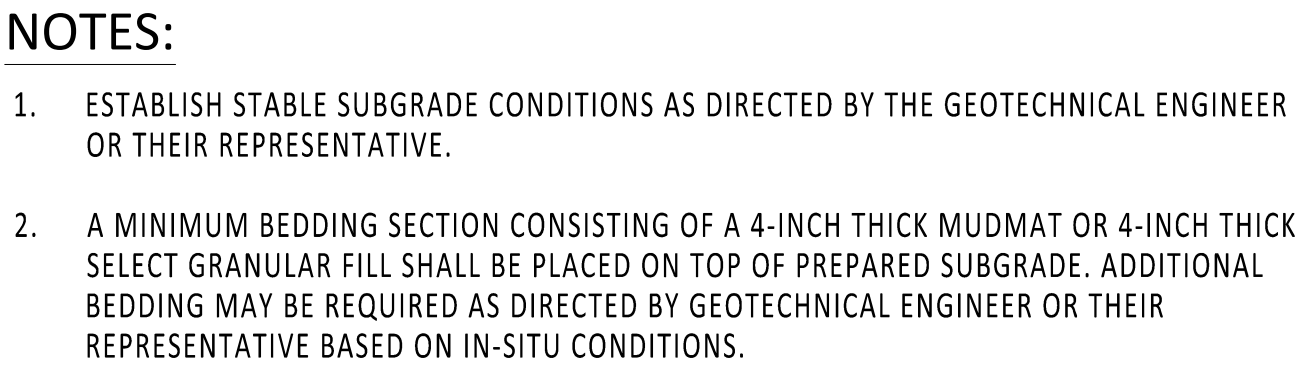 NOTES:
1. ESTABLISH STABLE SUBGRADE CONDITIONS AS DIRECTED BY THE GEOTECHNICAL ENGINEER
OR THEIR REPRESENTATIVE.
2. A MINIMUM BEDDING SECTION CONSISTING OF A 4-INCH THICK MUDMAT OR 4-INCH THICK
SELECT GRANULAR FILL SHALL BE PLACED ON TOP OF PREPARED SUBGRADE. ADDITIONAL
BEDDING MAY BE REQUIRED AS DIRECTED BY GEOTECHNICAL ENGINEER OR THEIR
REPRESENTATIVE BASED ON IN-SITU CONDITIONS.